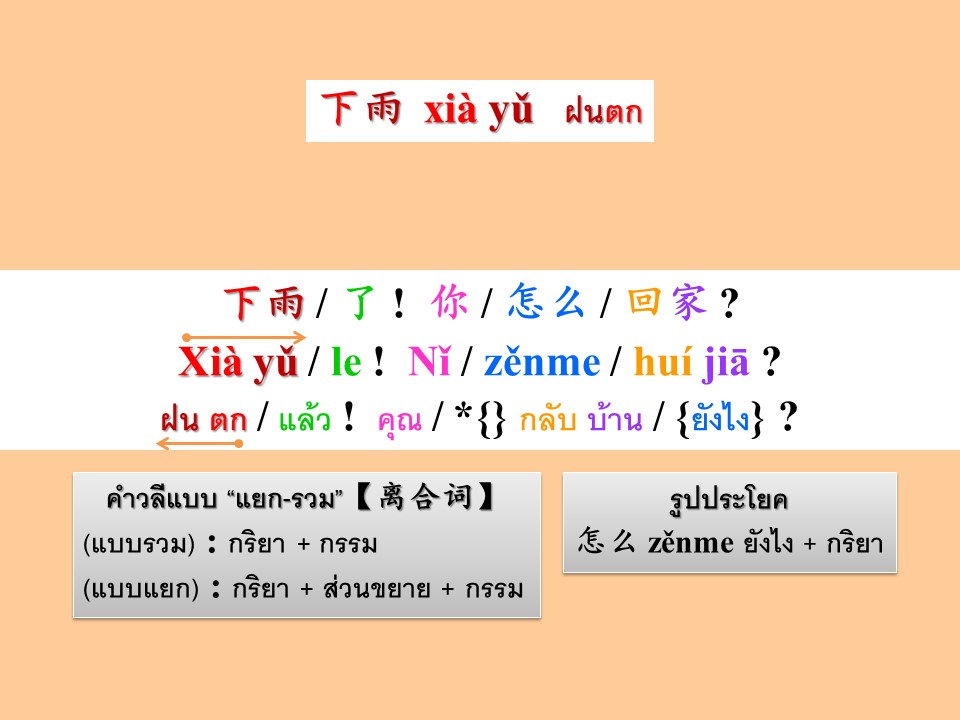 下雨 xià yǔ ฝนตก
下雨 / 了 ! 你 / 怎么 / 回家 ?
Xià yǔ / le ! Nǐ / zěnme / huí jiā ?
ฝน ตก / แล้ว ! คุณ / *{} กลับ บ้าน / {ยังไง} ?
คำวลีแบบ “แยก-รวม”【离合词】
(แบบรวม) : กริยา + กรรม
(แบบแยก) : กริยา + ส่วนขยาย + กรรม
รูปประโยค
怎么 zěnme ยังไง + กริยา